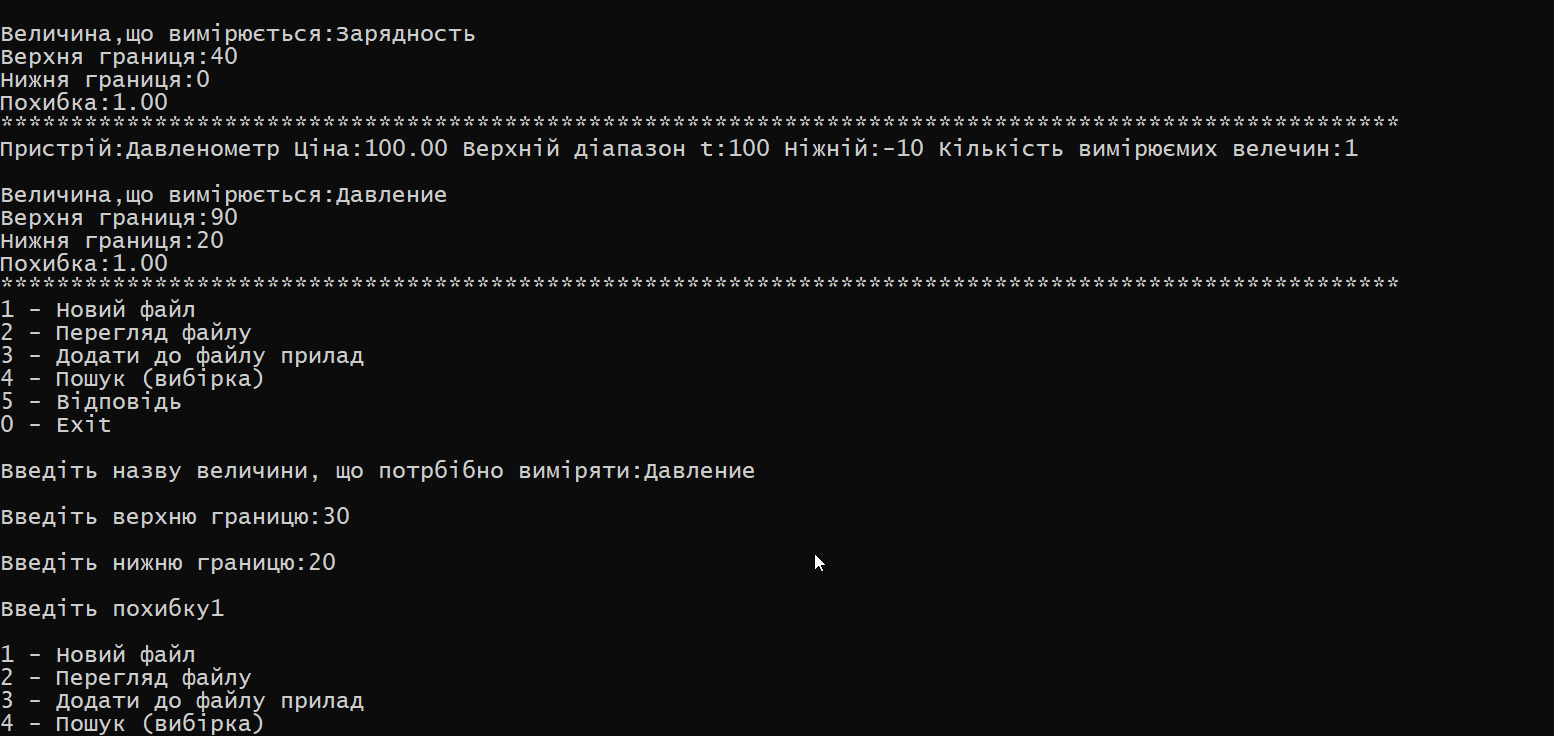 Величина,що вимірюється:Зарядность
Верхня границя:40
Нижня границя:0
Похибка:1.00
****************************************************************************************************
Пристрій:Давленометр Ціна:100.00 Верхній діапазон t:100 Ніжній:-10 Кількість вимірюємих велечин:1
Величина,що вимірюється:Давление
Верхня границя:90
Нижня границя:20
Похибка:1.00
****************************************************************************************************
1 - Новий файл
2 - Перегляд файлу
3 - Додати до файлу прилад
4 - Пошук (вибірка)
5 - Відповідь
0 - Exit
Введіть назву величини, що потрбібно виміряти:Давление
Введіть верхню границю:30
Введіть нижню границю:20
Введіть похибку1
1 - Новий файл
2 - Перегляд файлу
3 - Додати до файлу прилад
4 - Пошук (вибірка)